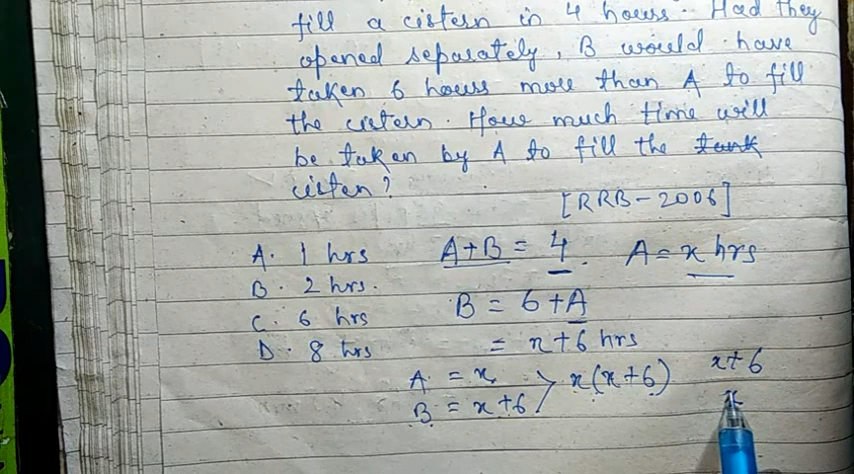 fill a cistern in 4 hours. Had they
opened separately, B would have
taken 6 hours more than A to fill
the cistern. How much time will
be taken by A to fill the tank
cisten?
[RRB-2006]
A. 1 hrs A+B = 4. A = x hrs
B. 2 hrs. B = 6+A
C. 6 hrs = x+6 hrs
D. 8 hrs
A = x x(x+6) x+6
B = x+6 x